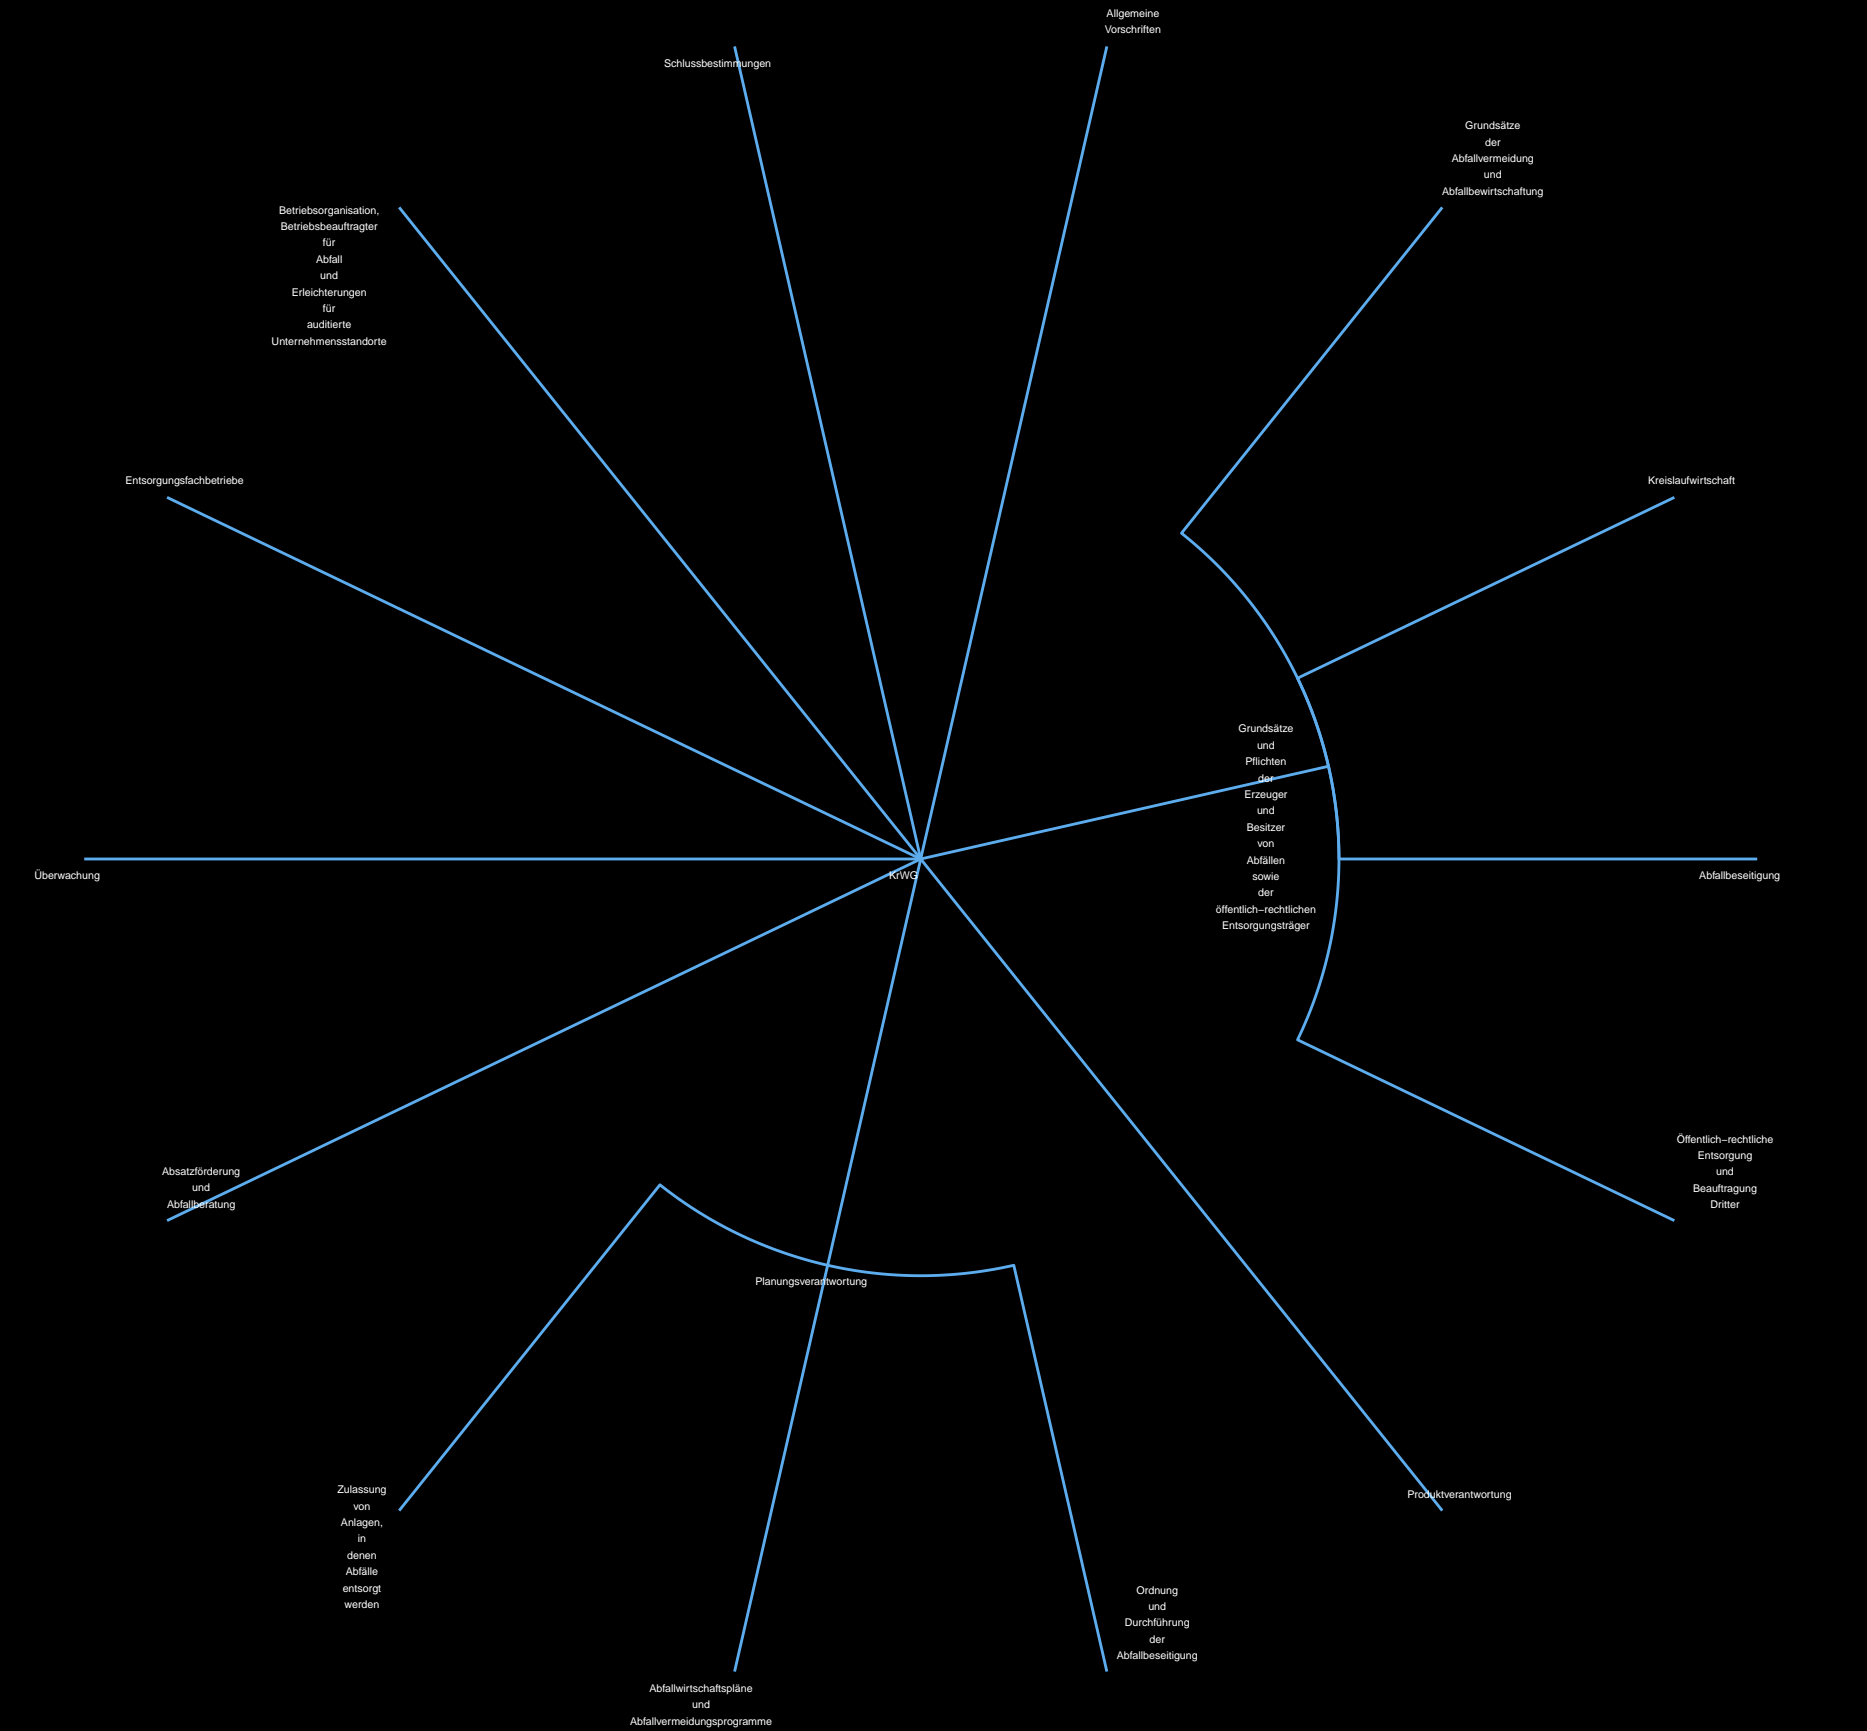 Allgemeine
Vorschriften
Schlussbestimmungen
Grundsätze
der
Abfallvermeidung
und
Abfallbewirtschaftung
Betriebsorganisation,
Betriebsbeauftragter
für
Abfall
und
Erleichterungen
für
auditierte
Unternehmensstandorte
Entsorgungsfachbetriebe
Kreislaufwirtschaft
Grundsätze
und
Pflichten
der
Erzeuger
und
Besitzer
von
Abfällen
sowie
der
öffentlich–rechtlichen
Entsorgungsträger
Überwachung
KrWG
Abfallbeseitigung
Öffentlich–rechtliche
Entsorgung
und
Beauftragung
Dritter
Absatzförderung
und
Abfallberatung
Planungsverantwortung
Zulassung
von
Anlagen,
in
denen
Abfälle
entsorgt
werden
Produktverantwortung
Ordnung
und
Durchführung
der
Abfallbeseitigung
Abfallwirtschaftspläne
und
Abfallvermeidungsprogramme